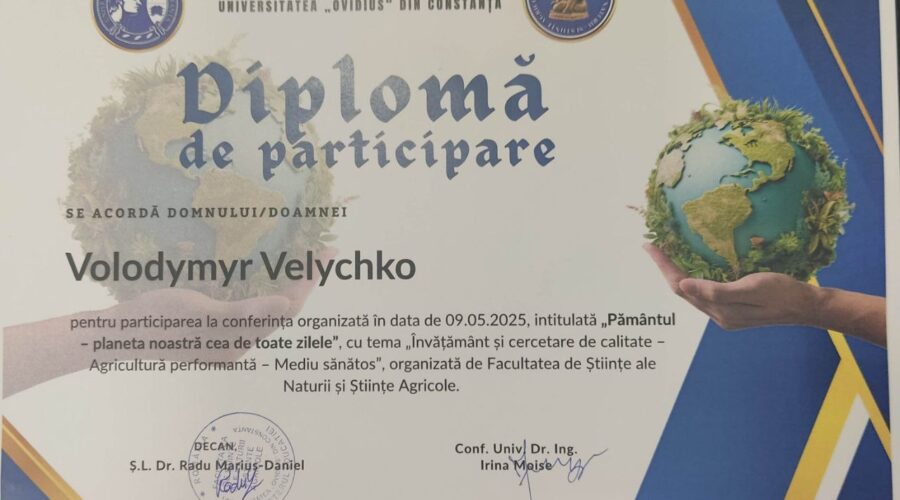 UNIVERSITATEA „OVIDIUS” DIN CONSTANȚA
Diplomă
de participare
SE ACORDĂ DOMNULUI/DOAMNEI
Volodymyr Velychko
pentru participarea la conferința organizată în data de 09.05.2025, intitulată „Pământul
– planeta noastră cea de toate zilele”, cu tema „Învățământ și cercetare de calitate –
Agricultură performantă – Mediu sănătos”, organizată de Facultatea de Științe ale
Naturii și Științe Agricole.
DECAN,
Ș.L. Dr. Radu Marius-Daniel
Conf. Univ. Dr. Ing.
Irina Moise